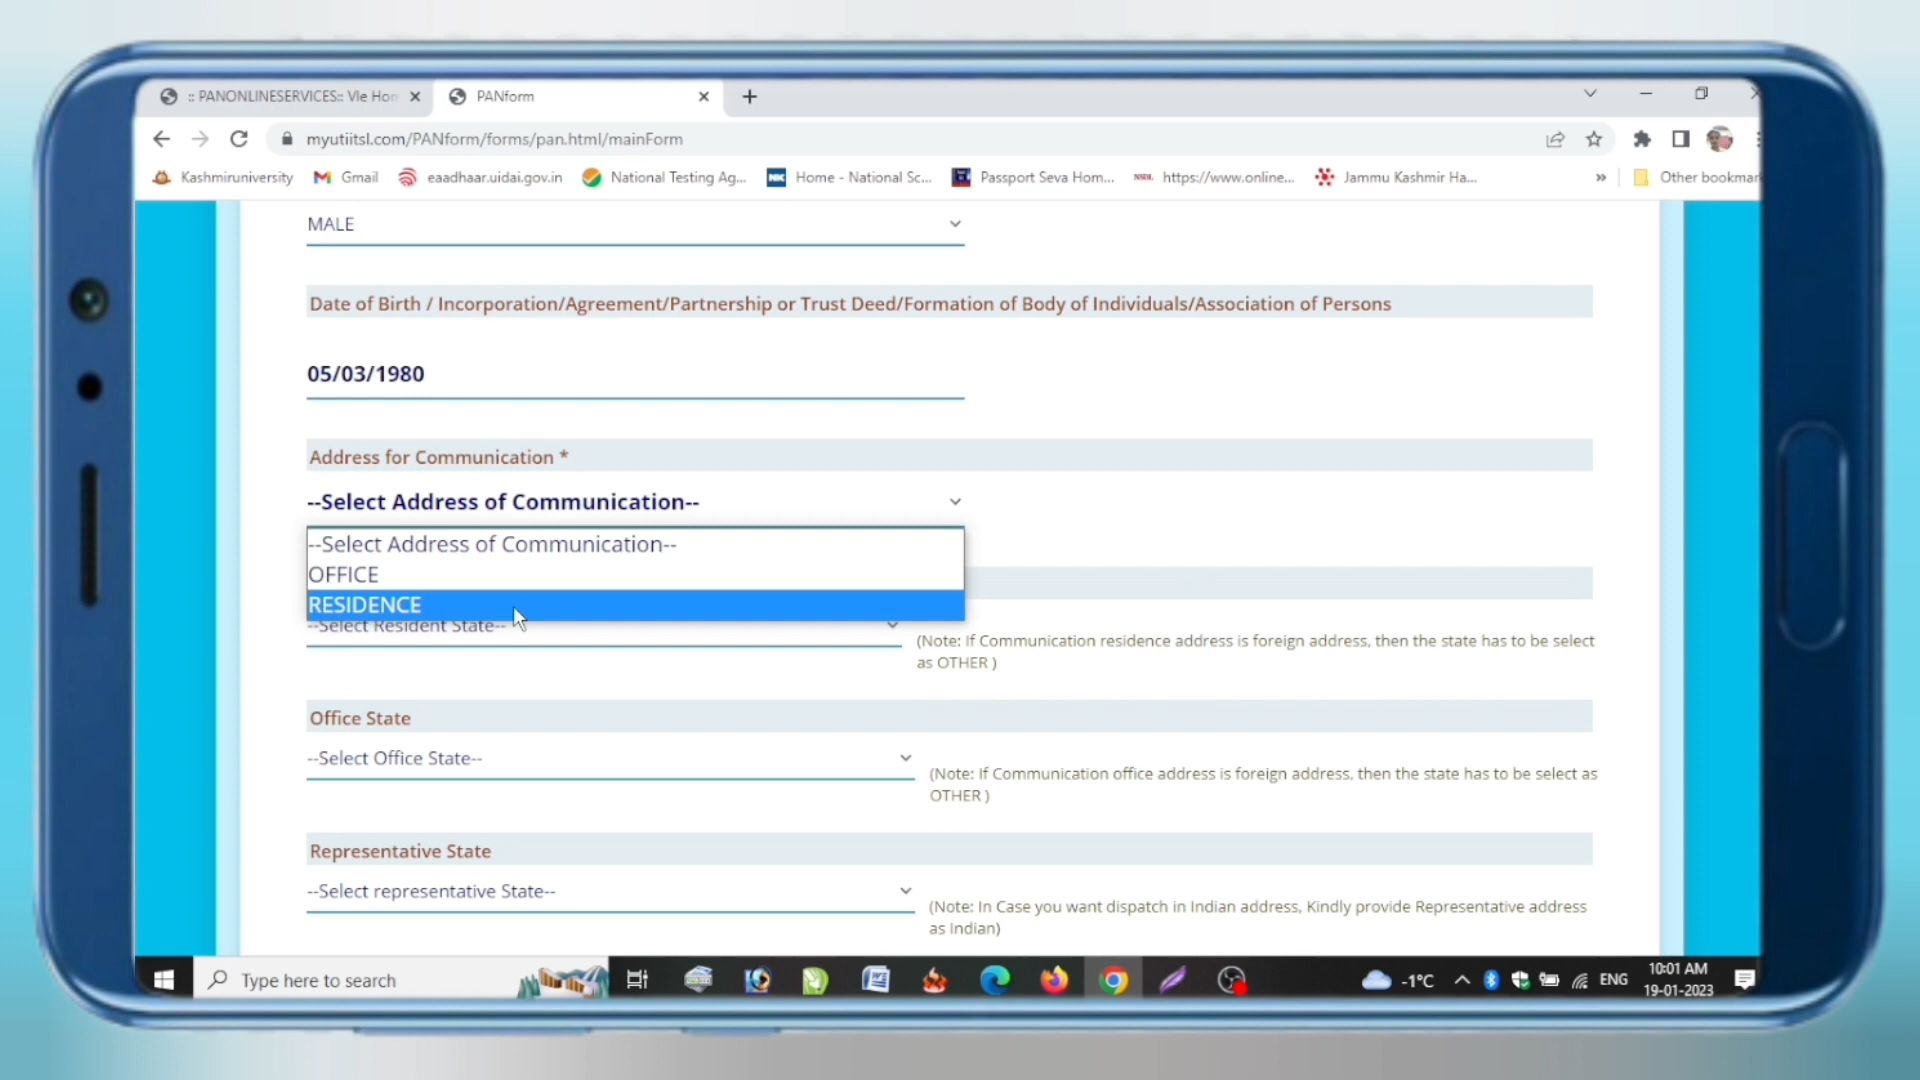 :: PANONLINESERVICES:: Vle Hom
PANform
myutiitsl.com/PANform/forms/pan.html/mainForm
Kashmiruniversity
Gmail
eaadhaar.uidai.gov.in
National Testing Ag...
NIC
Home - National Sc...
Passport Seva Hom...
NSDL
https://www.online...
Jammu Kashmir Ha...
»
Other bookmar
MALE
Date of Birth / Incorporation/Agreement/Partnership or Trust Deed/Formation of Body of Individuals/Association of Persons
05/03/1980
Address for Communication *
--Select Address of Communication--
--Select Address of Communication--
OFFICE
RESIDENCE
--Select Resident State--
(Note: If Communication residence address is foreign address, then the state has to be select
as OTHER )
Office State
--Select Office State--
(Note: If Communication office address is foreign address, then the state has to be select as
OTHER )
Representative State
--Select representative State--
(Note: In Case you want dispatch in Indian address, Kindly provide Representative address
as Indian)
Type here to search
-1°C
ENG
10:01 AM
19-01-2023